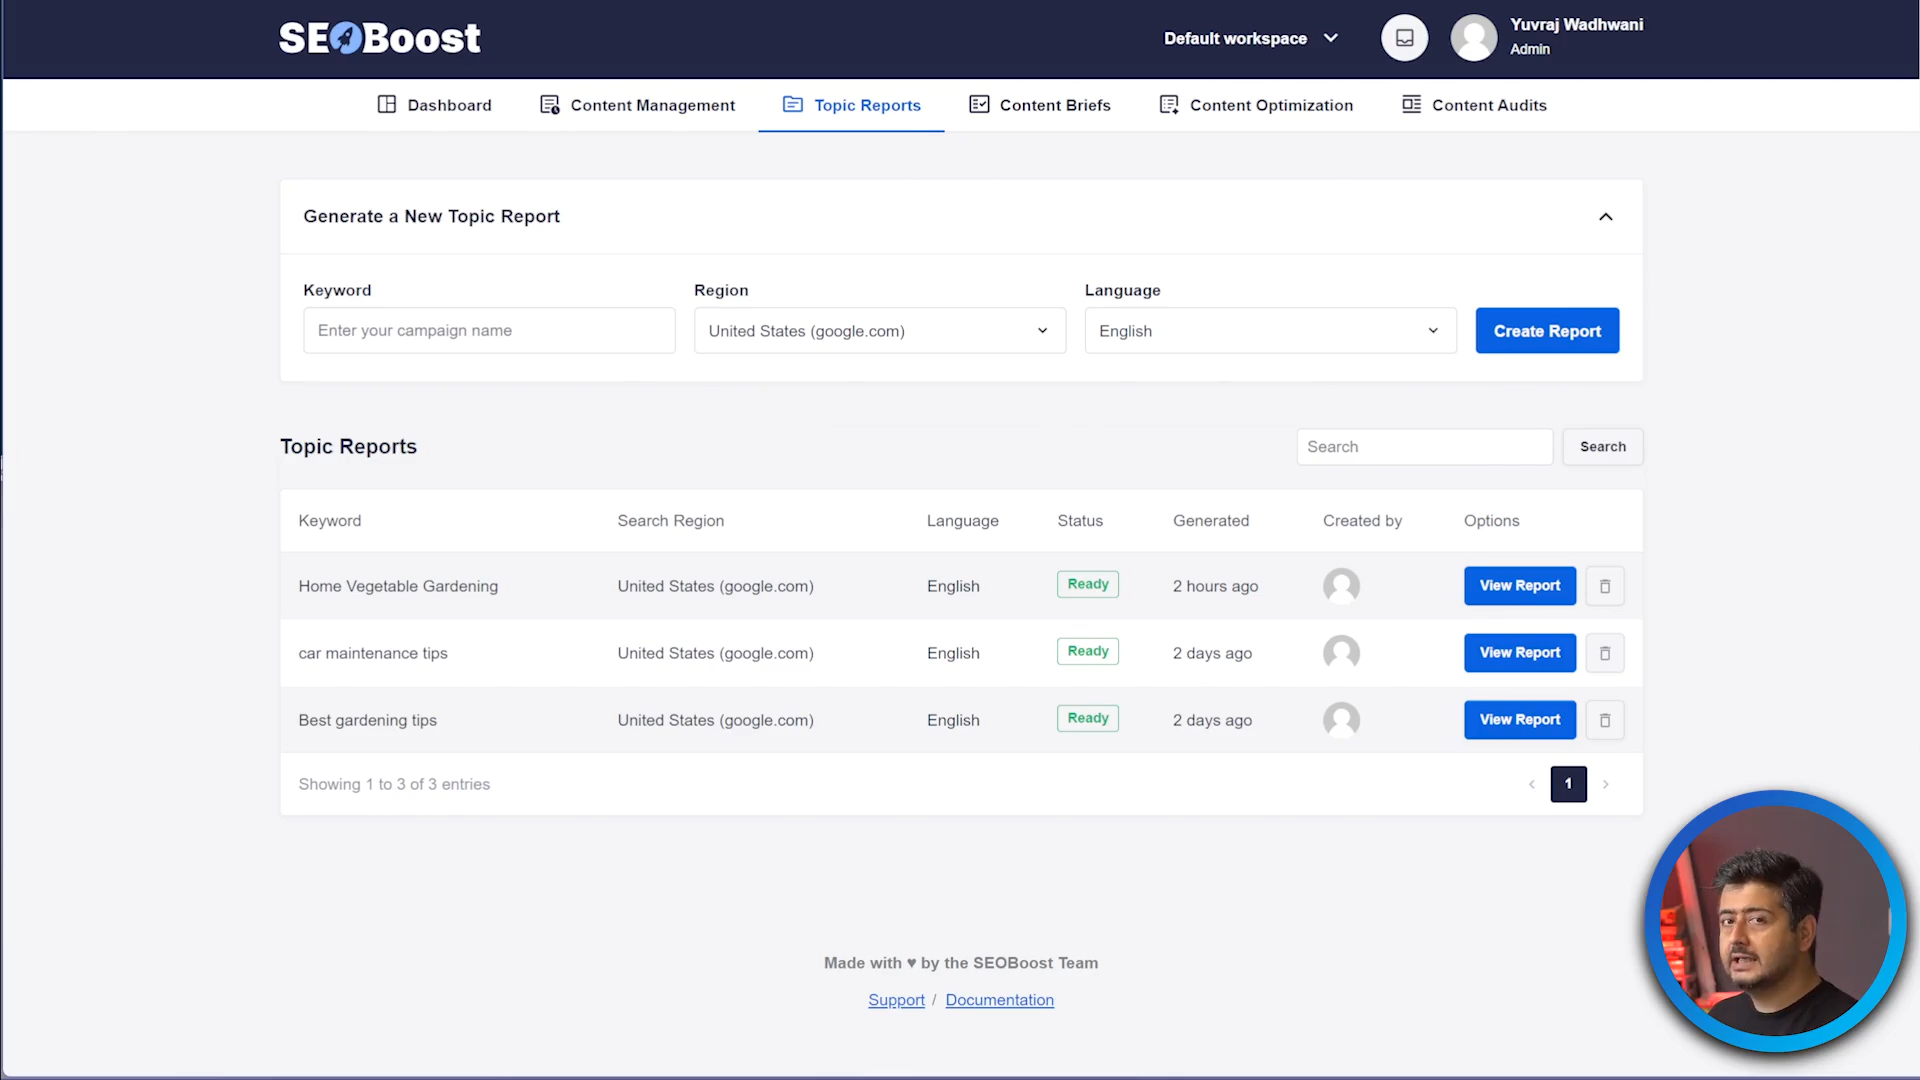 SEOBoost
Default workspace
Yuvraj Wadhwani
Admin
Dashboard
Content Management
Topic Reports
Content Briefs
Content Optimization
Content Audits
Generate a New Topic Report
Keyword
Region
Language
Enter your campaign name
United States (google.com)
English
Create Report
Topic Reports
Search
Search
Keyword
Search Region
Language
Status
Generated
Created by
Options
Home Vegetable Gardening
United States (google.com)
English
Ready
2 hours ago
View Report
car maintenance tips
United States (google.com)
English
Ready
2 days ago
View Report
Best gardening tips
United States (google.com)
English
Ready
2 days ago
View Report
Showing 1 to 3 of 3 entries
1
Made with ♥ by the SEOBoost Team
Support / Documentation